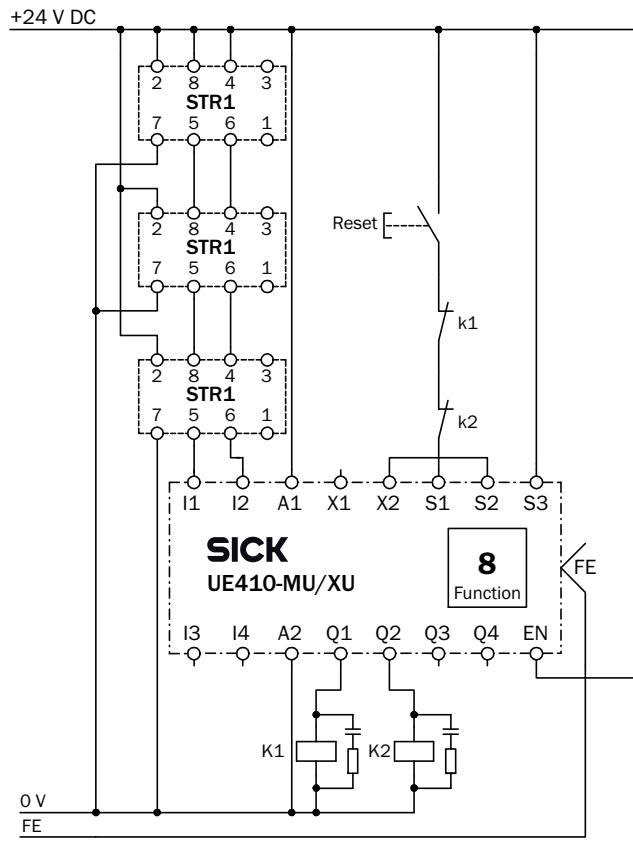 +24 V DC
2 8 4 3
STR1
7 5 6 1
2 8 4 3
STR1
7 5 6 1
Reset
k1
2 8 4 3
STR1
7 5 6 1
k2
I1 I2 A1 X1 X2 S1 S2 S3
SICK
UE410-MU/XU
8
Function
FE
I3 I4 A2 Q1 Q2 Q3 Q4 EN
K1
K2
0 V
FE